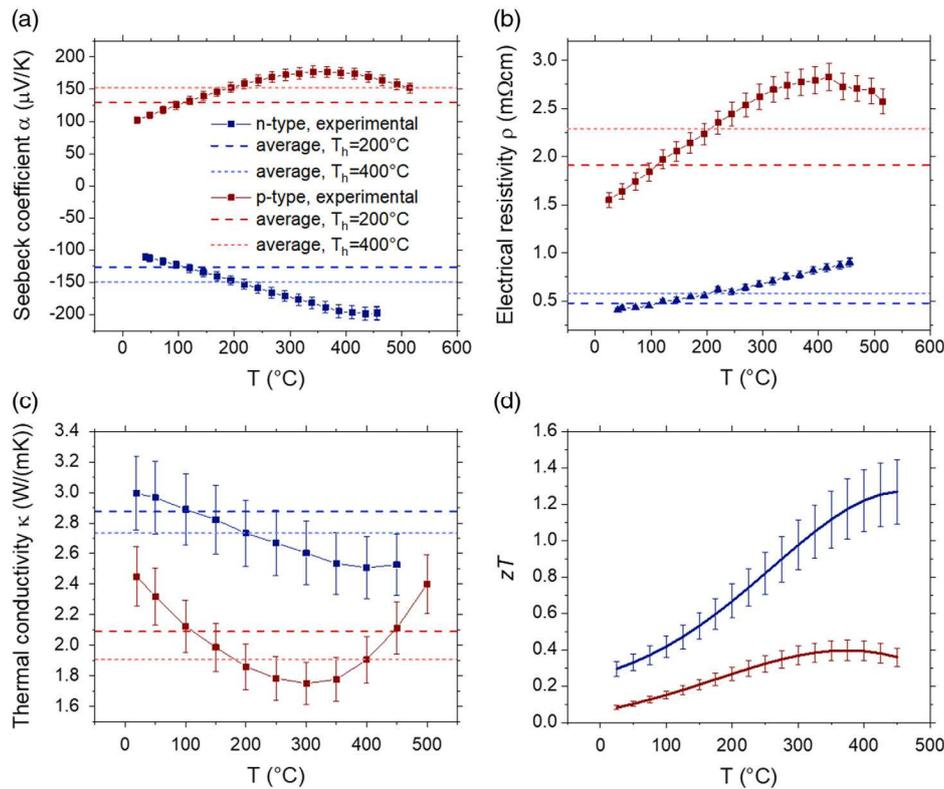 (a)
Seebeck coefficient α (μV/K)
200
150
100
50
0
-50
-100
-150
-200
n-type, experimental
average, Tₕ=200°C
average, Tₕ=400°C
p-type, experimental
average, Tₕ=200°C
average, Tₕ=400°C
0 100 200 300 400 500 600
T (°C)
(b)
Electrical resistivity ρ (mΩcm)
3.0
2.5
2.0
1.5
1.0
0.5
0 100 200 300 400 500 600
T (°C)
(c)
Thermal conductivity κ (W/(mK))
3.4
3.2
3.0
2.8
2.6
2.4
2.2
2.0
1.8
1.6
0 100 200 300 400 500
T (°C)
(d)
zT
1.6
1.4
1.2
1.0
0.8
0.6
0.4
0.2
0.0
0 100 200 300 400 500
T (°C)